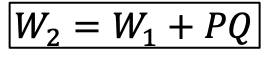 W₂ = W₁ + PQ